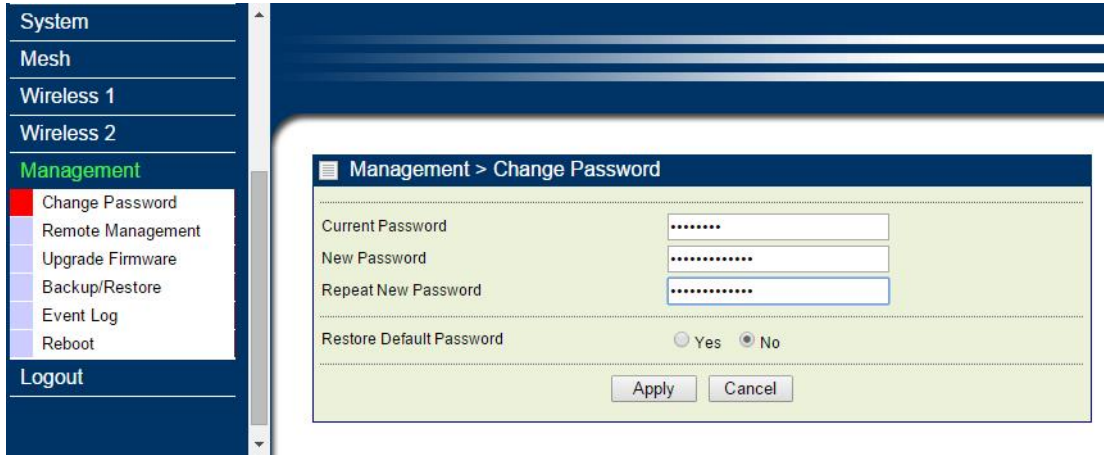 System
Mesh
Wireless 1
Wireless 2
Management
Change Password
Remote Management
Upgrade Firmware
Backup/Restore
Event Log
Reboot
Logout
Management > Change Password
Current Password ••••••••
New Password •••••••••••••
Repeat New Password •••••••••••••
Restore Default Password Yes No
Apply Cancel